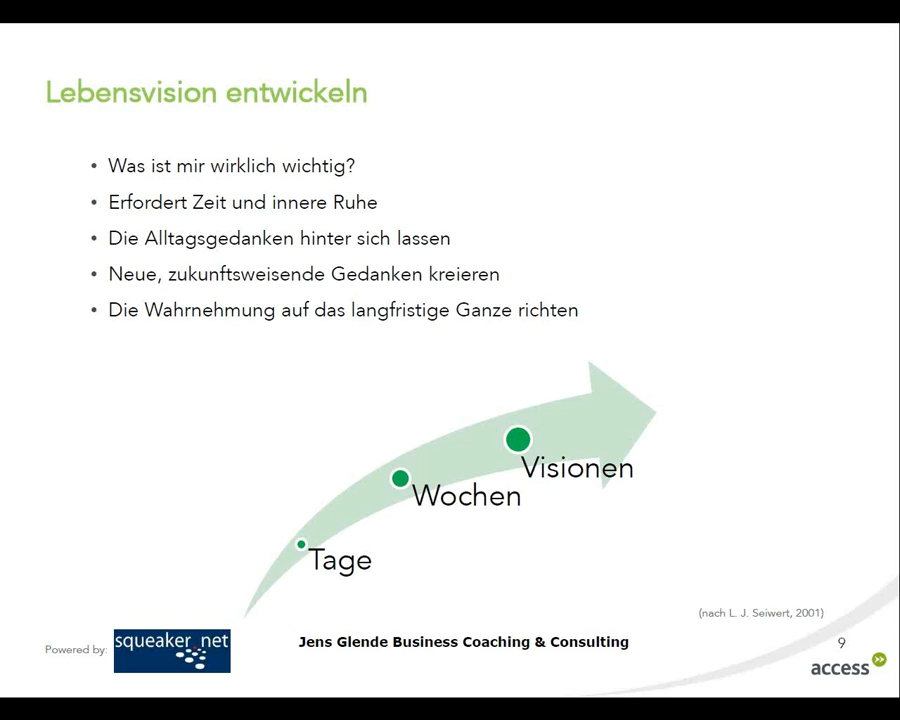 Lebensvision entwickeln
• Was ist mir wirklich wichtig?
• Erfordert Zeit und innere Ruhe
• Die Alltagsgedanken hinter sich lassen
• Neue, zukunftsweisende Gedanken kreieren
• Die Wahrnehmung auf das langfristige Ganze richten
Visionen
Wochen
Tage
(nach L. J. Seiwert, 2001)
Powered by:
squeaker_net
Jens Glende Business Coaching & Consulting
9
access